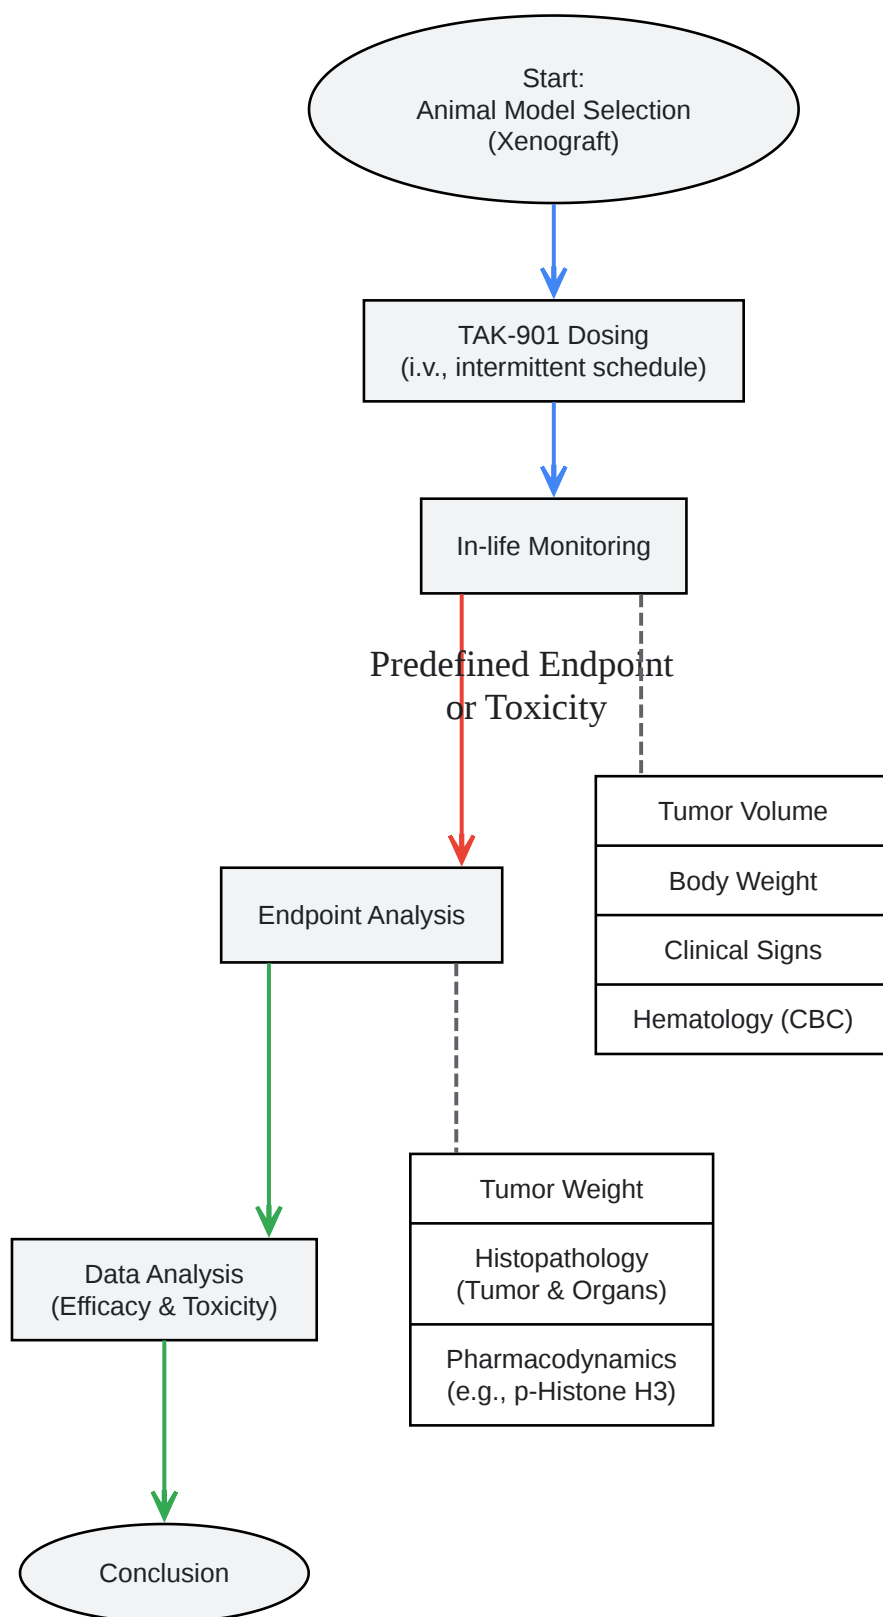 Start:
Animal Model Selection
(Xenograft)
TAK-901 Dosing
(i.v., intermittent schedule)
In-life Monitoring
Predefined Endpoint
or Toxicity
Tumor Volume
Body Weight
Clinical Signs
Hematology (CBC)
Endpoint Analysis
Tumor Weight
Histopathology
(Tumor & Organs)
Pharmacodynamics
(e.g., p-Histone H3)
Data Analysis
(Efficacy & Toxicity)
Conclusion